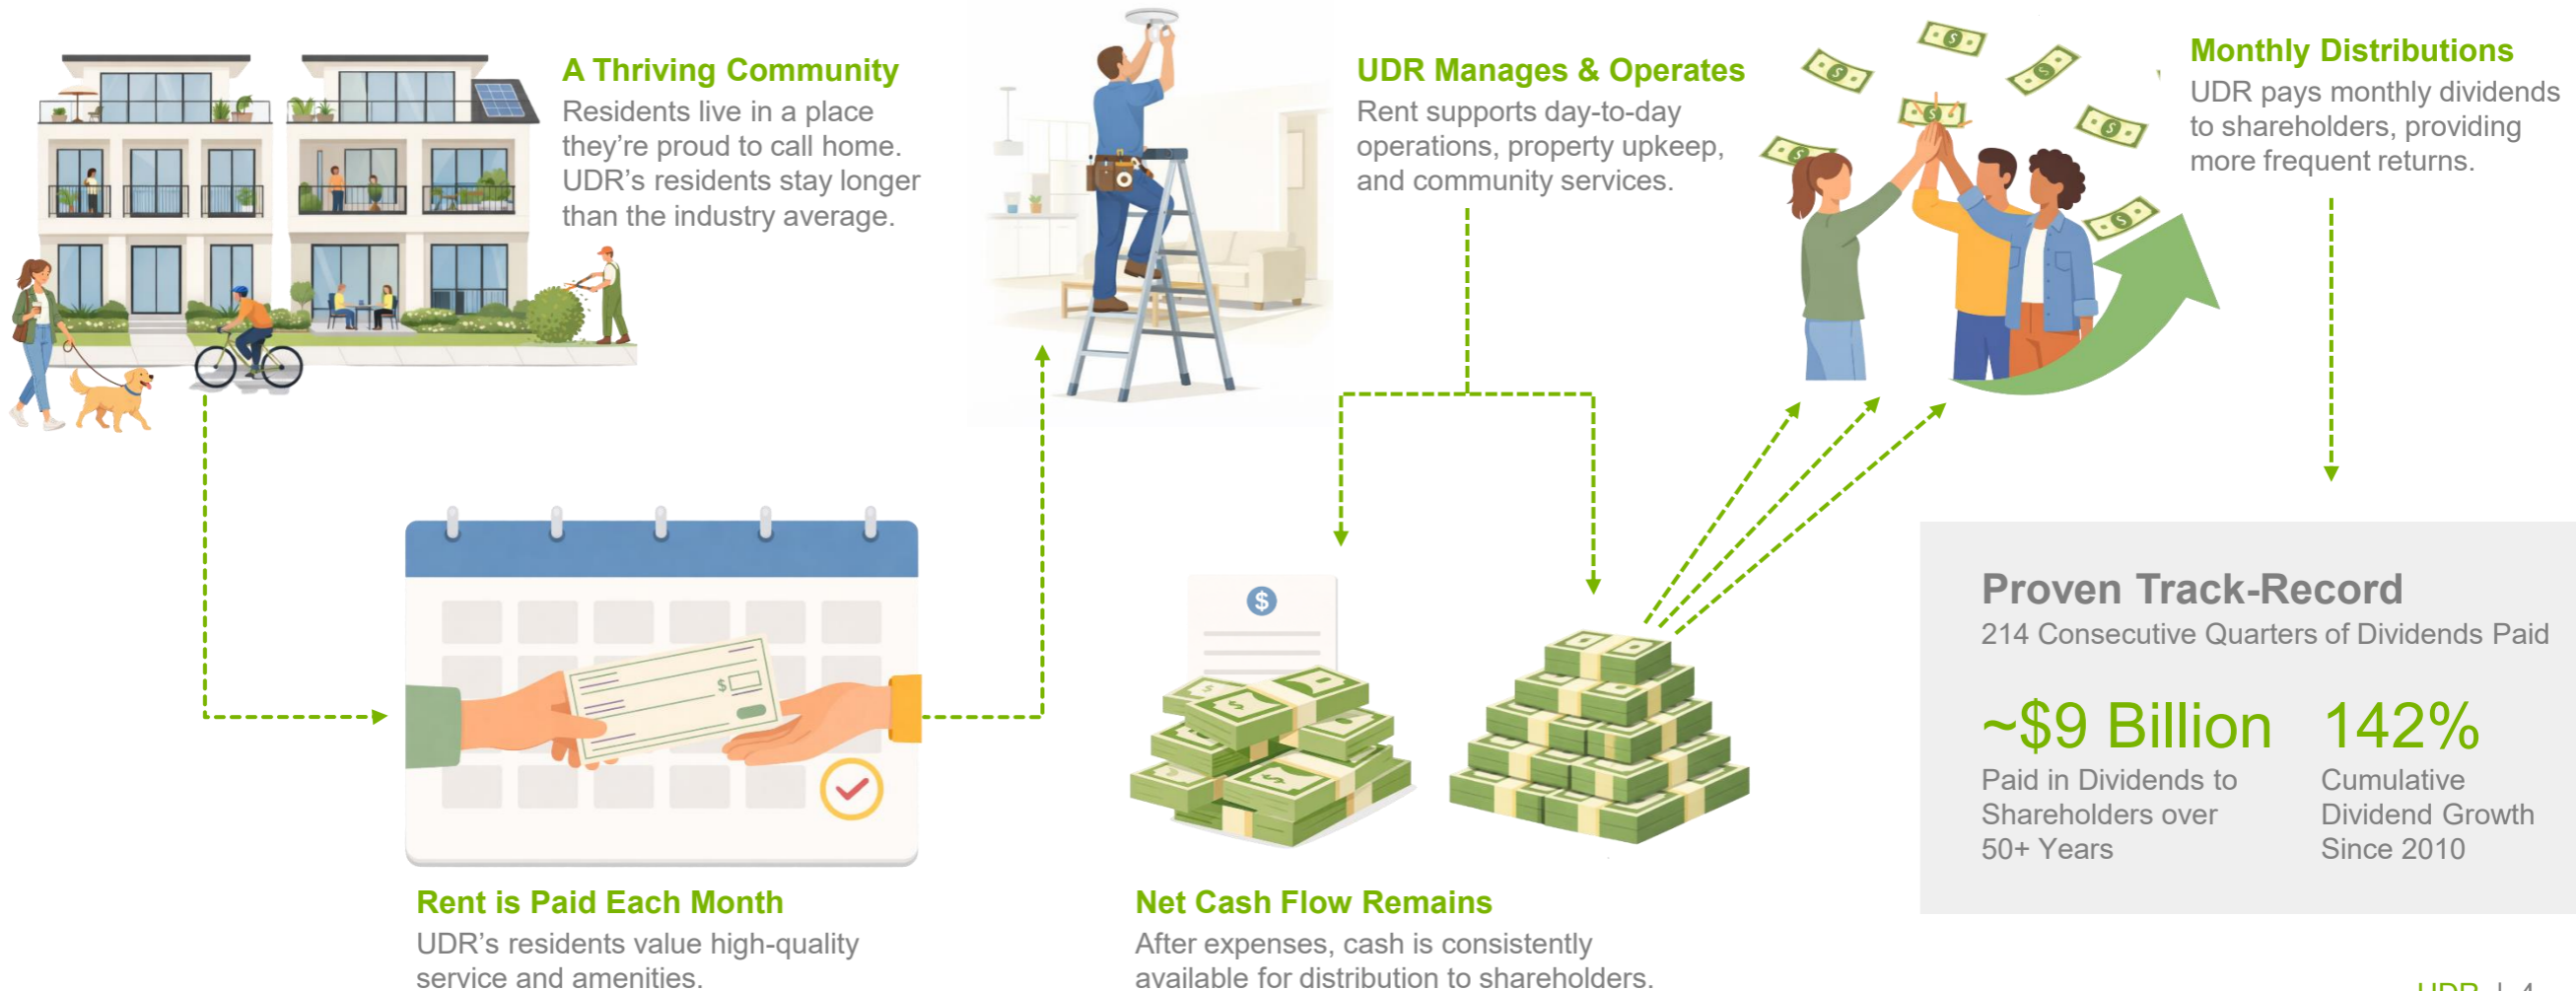 A Thriving Community
Residents live in a place
they're proud to call home.
UDR's residents stay longer
than the industry average.
Rent is Paid Each Month
UDR's residents value high-quality
service and amenities.
UDR Manages & Operates
Rent supports day-to-day
operations, property upkeep,
and community services.
Net Cash Flow Remains
After expenses, cash is consistently
available for distribution to shareholders.
Monthly Distributions
UDR pays monthly dividends
to shareholders, providing
more frequent returns.
Proven Track-Record
214 Consecutive Quarters of Dividends Paid
~$9 Billion
Paid in Dividends to
Shareholders over
50+ Years
142%
Cumulative
Dividend Growth
Since 2010
UDR | 4